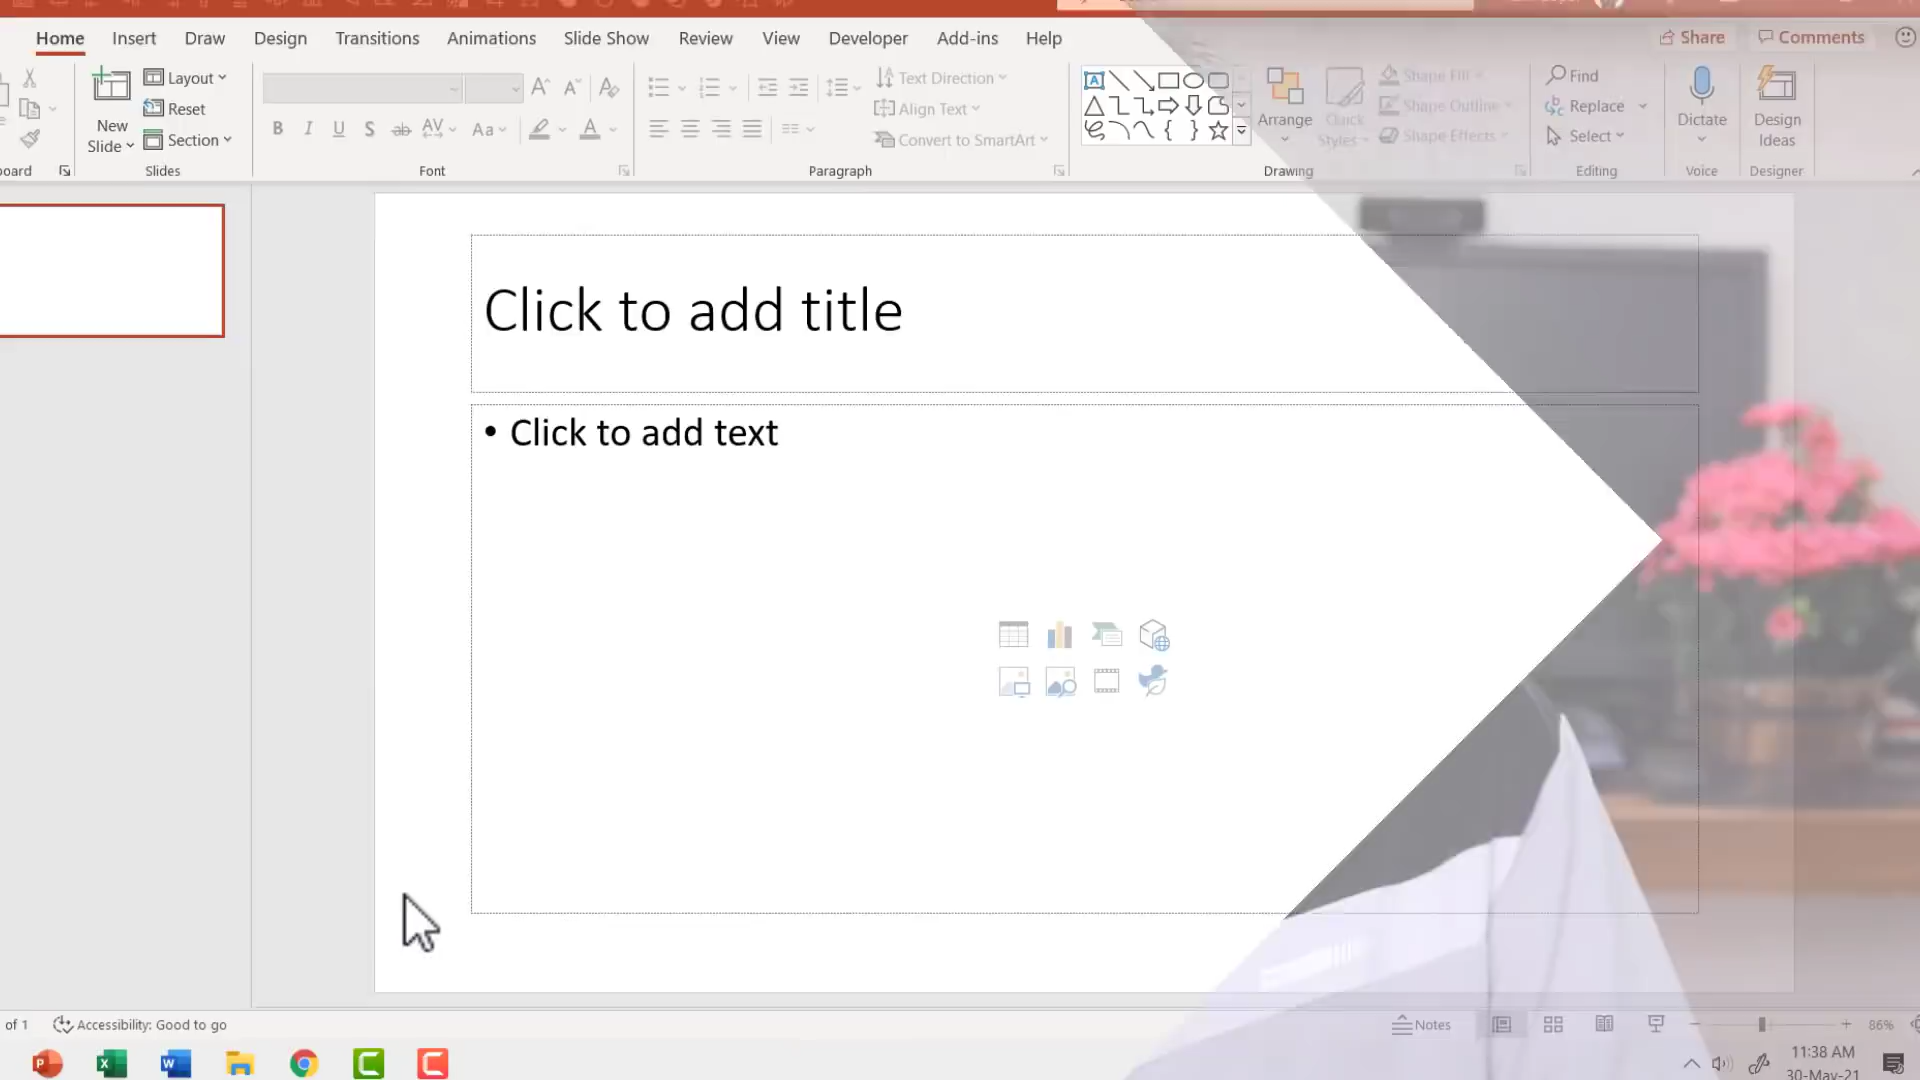 Home Insert Draw Design Transitions Animations Slide Show Review View Developer Add-ins Help Share Comments
Layout
Reset
Section
New
Slide
Text Direction
Align Text
Convert to SmartArt
Arrange
Quick
Styles
Shape Fill
Shape Outline
Shape Effects
Find
Replace
Select
Dictate
Design
Ideas
oard Slides Font Paragraph Drawing Editing Voice Designer
Click to add title
• Click to add text
of 1 Accessibility: Good to go Notes 86%
11:38 AM
30-May-21